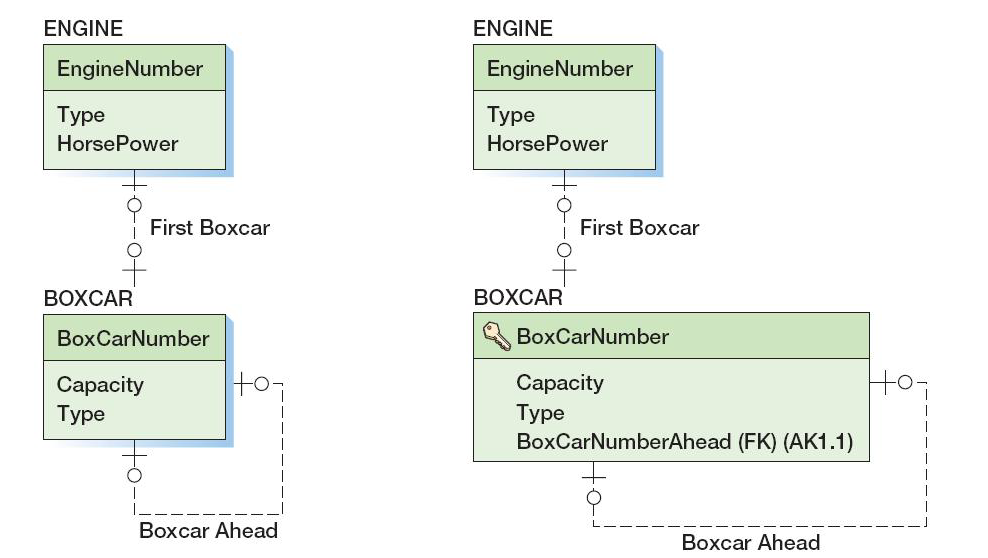 ENGINE
EngineNumber
Type
HorsePower
First Boxcar
BOXCAR
BoxCarNumber
Capacity
Type
Boxcar Ahead
ENGINE
EngineNumber
Type
HorsePower
First Boxcar
BOXCAR
BoxCarNumber
Capacity
Type
BoxCarNumberAhead (FK) (AK1.1)
Boxcar Ahead